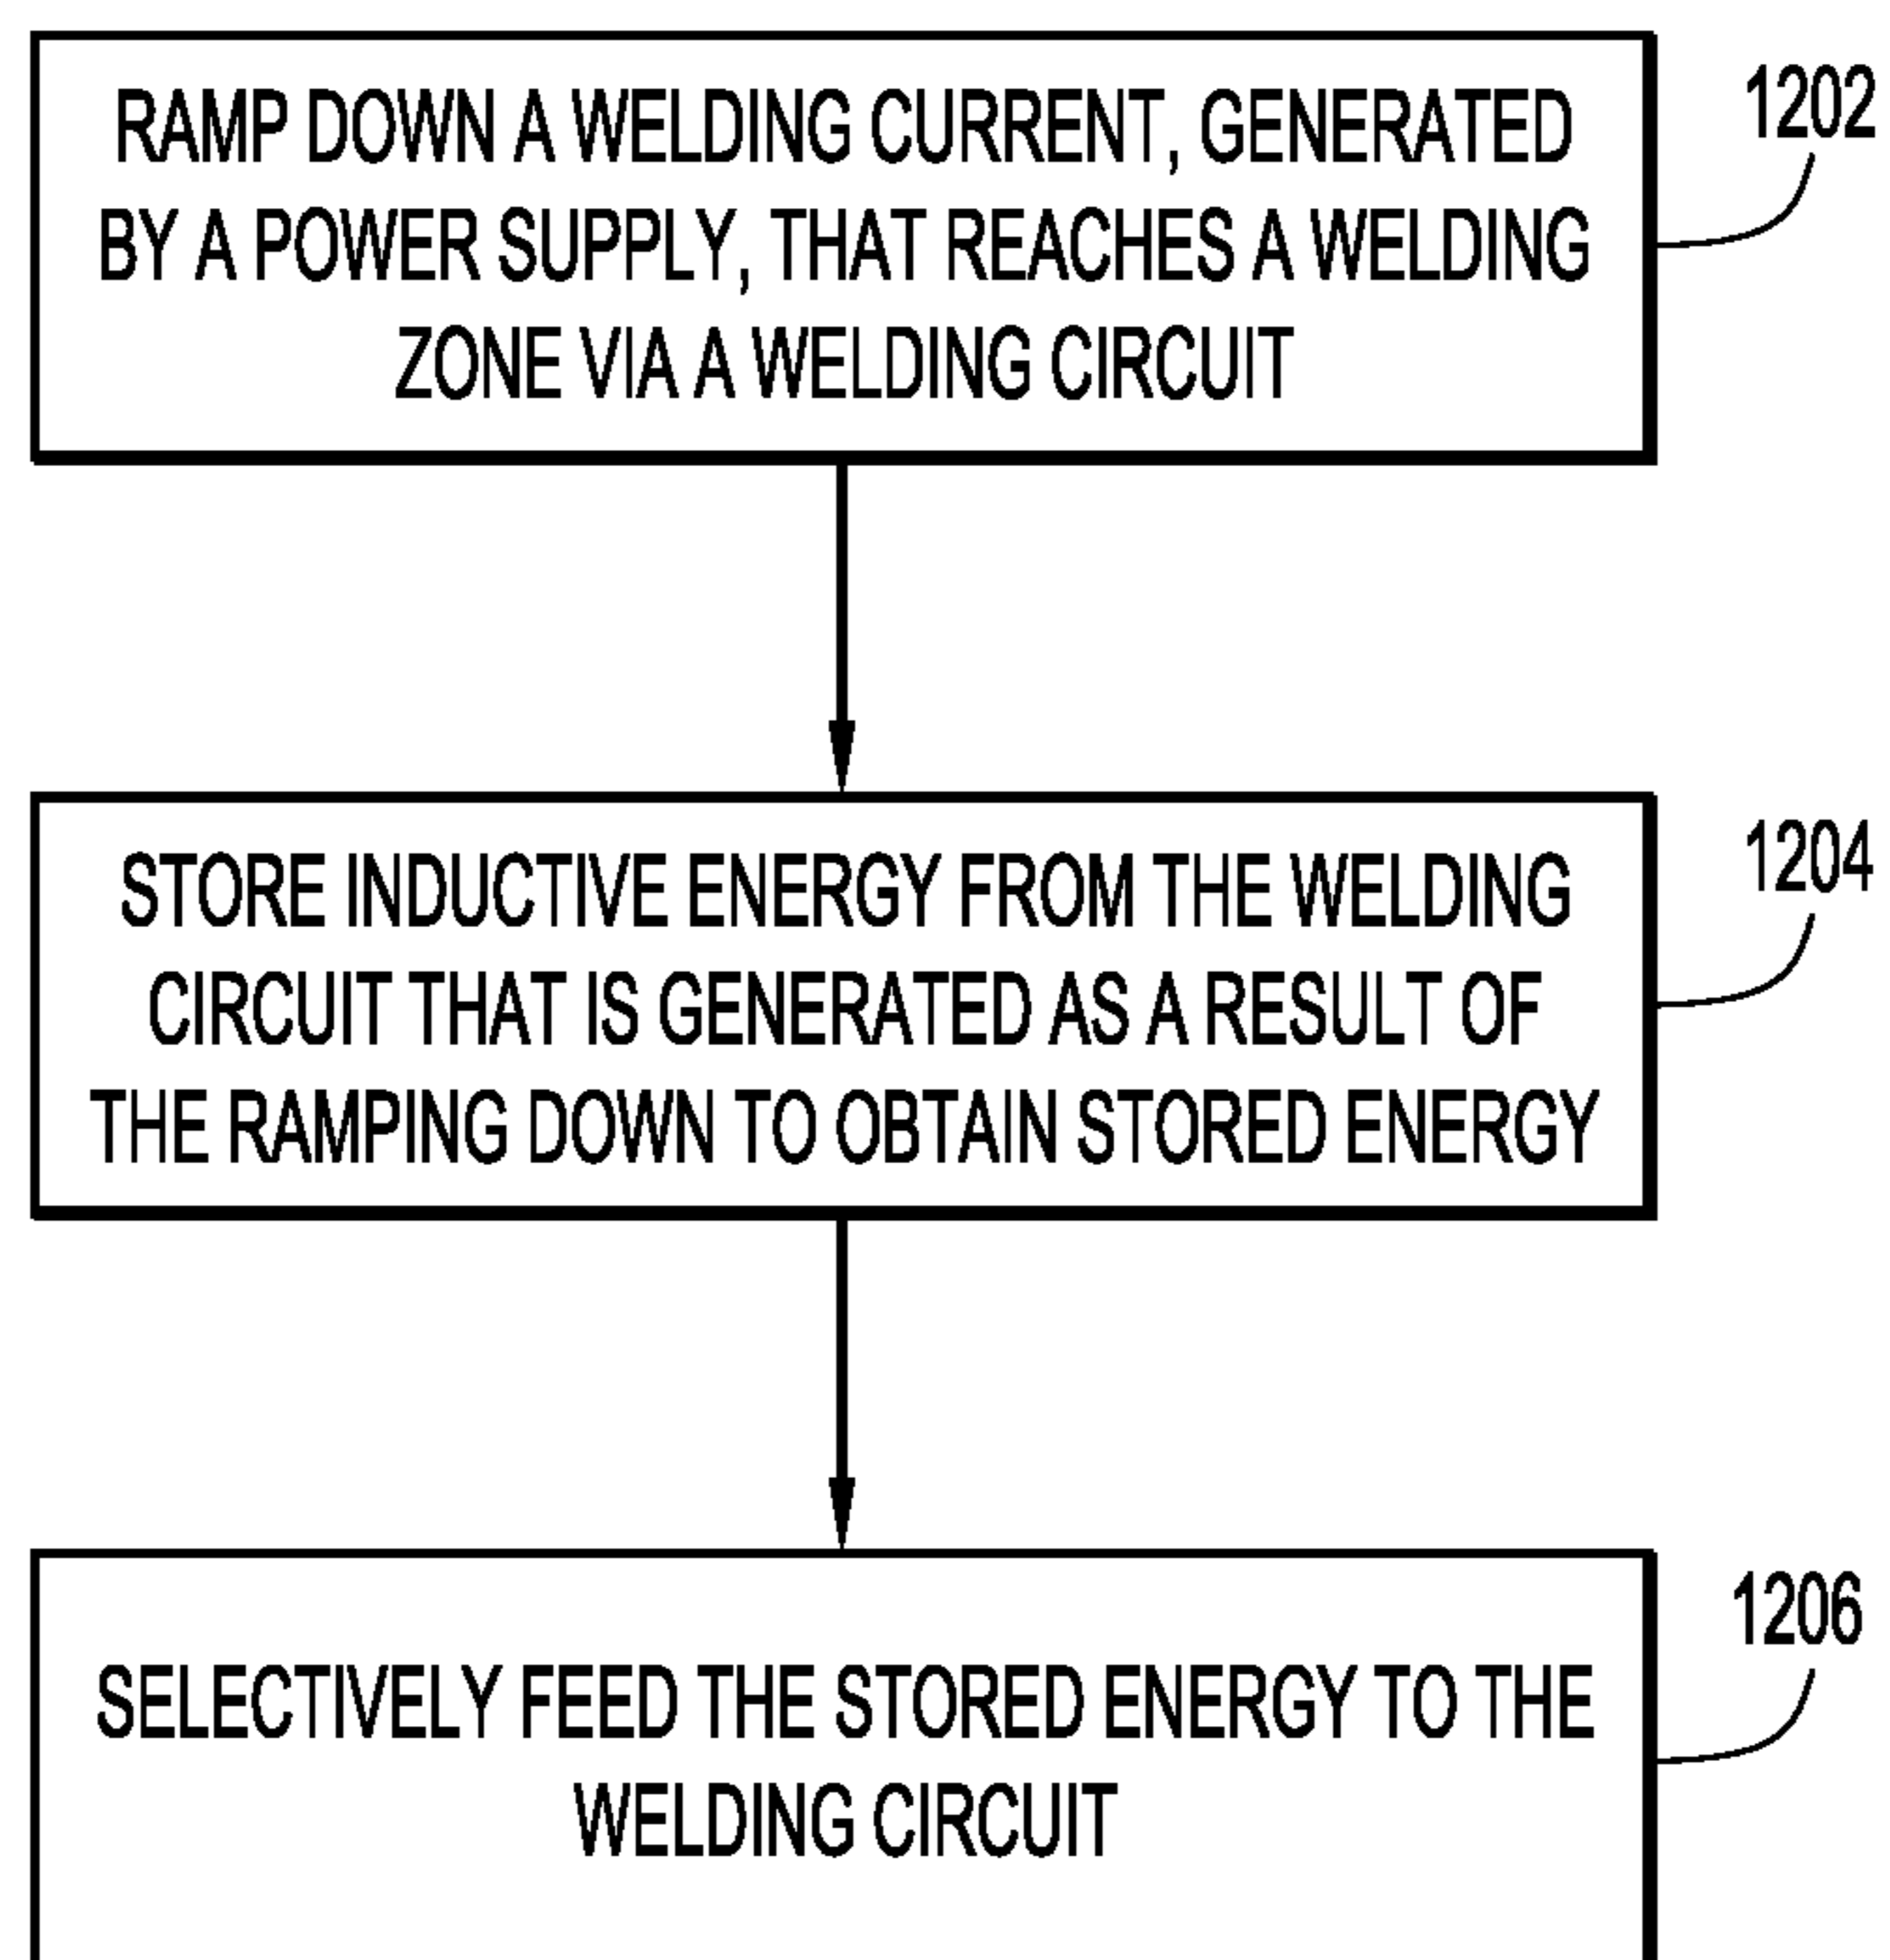 RAMP DOWN A WELDING CURRENT, GENERATED
BY A POWER SUPPLY, THAT REACHES A WELDING
ZONE VIA A WELDING CIRCUIT
1202
STORE INDUCTIVE ENERGY FROM THE WELDING
CIRCUIT THAT IS GENERATED AS A RESULT OF
THE RAMPING DOWN TO OBTAIN STORED ENERGY
1204
SELECTIVELY FEED THE STORED ENERGY TO THE
WELDING CIRCUIT
1206